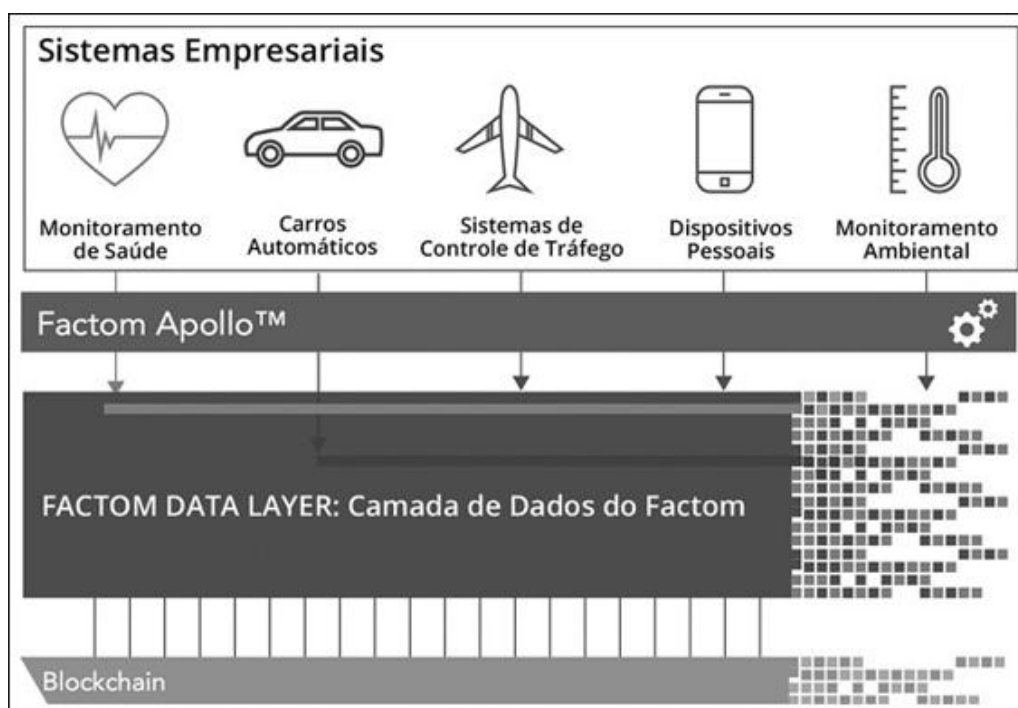 Sistemas Empresariais
Monitoramento
de Saúde
Carros
Automáticos
Sistemas de
Controle de Tráfego
Dispositivos
Pessoais
Monitoramento
Ambiental
Factom Apollo™
FACTOM DATA LAYER: Camada de Dados do Factom
Blockchain